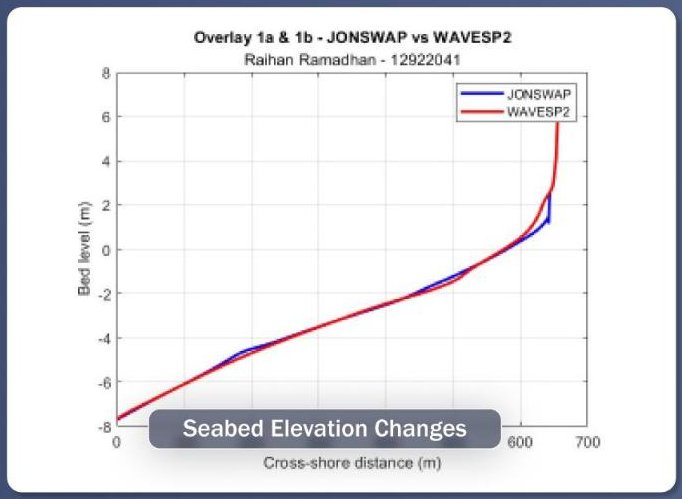 Overlay 1a & 1b - JONSWAP vs WAVESP2
Raihan Ramadhan - 12922041
8
JONSWAP
WAVESP2
6
4
2
0
-2
-4
-6
-8
Bed level (m)
0
600
700
Seabed Elevation Changes
Cross-shore distance (m)